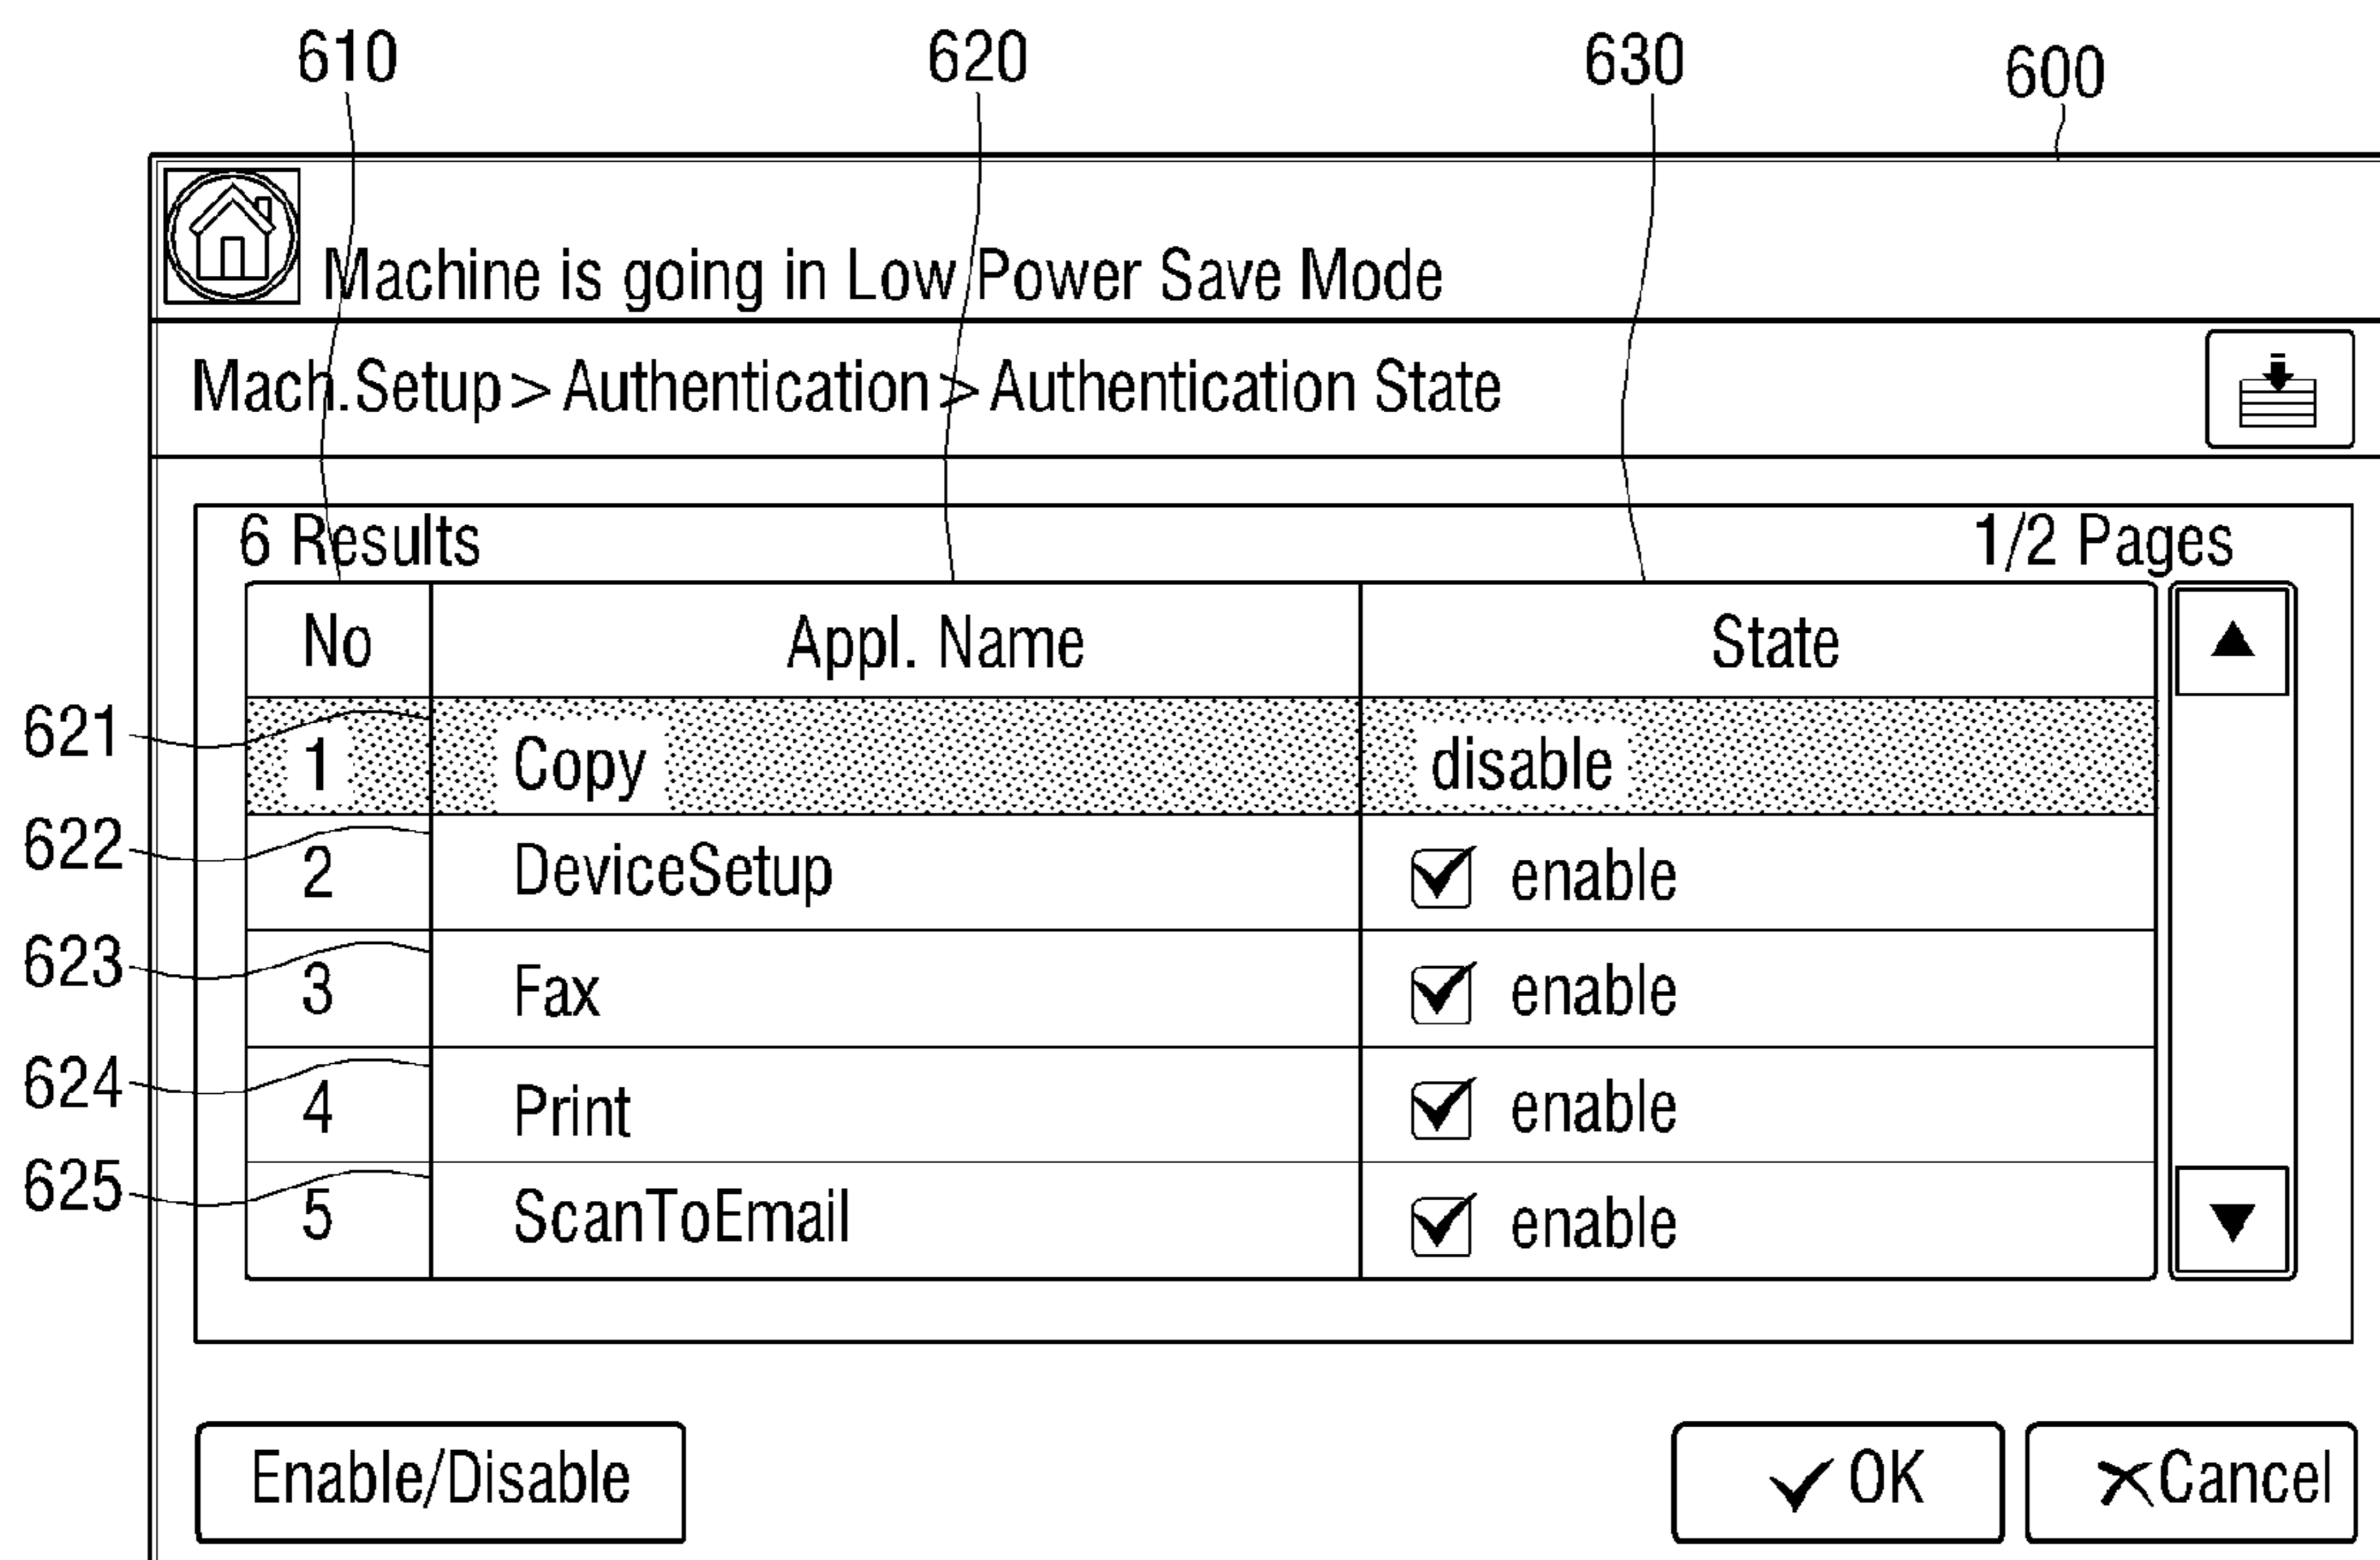 610 620 630 600
Machine is going in Low Power Save Mode
Mach.Setup > Authentication > Authentication State
6 Results 1/2 Pages
No Appl. Name State
621 1 Copy disable
622 2 DeviceSetup enable
623 3 Fax enable
624 4 Print enable
625 5 ScanToEmail enable
Enable/Disable OK Cancel